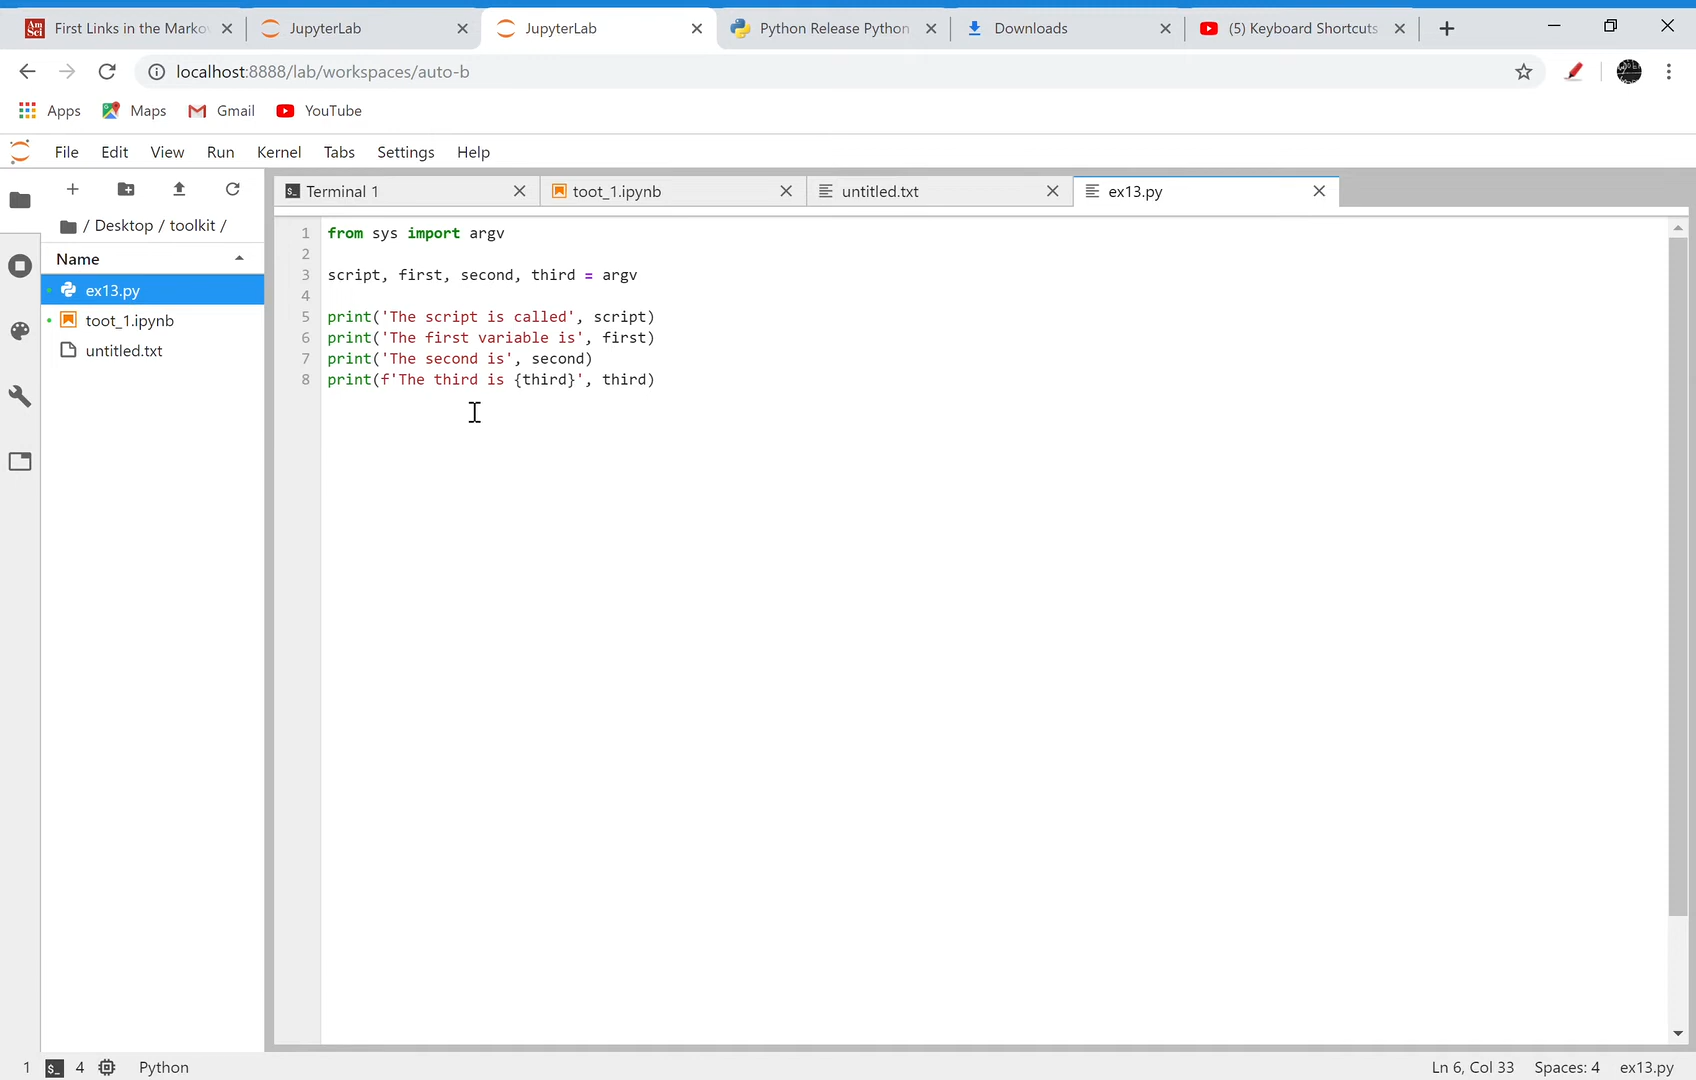 Am Sci First Links in the Markov JupyterLab JupyterLab Python Release Python Downloads (5) Keyboard Shortcuts
localhost:8888/lab/workspaces/auto-b
Apps Maps Gmail YouTube
File Edit View Run Kernel Tabs Settings Help
Terminal 1 toot_1.ipynb untitled.txt ex13.py
/ Desktop / toolkit /
Name
ex13.py
toot_1.ipynb
untitled.txt
1 from sys import argv
2
3 script, first, second, third = argv
4
5 print('The script is called', script)
6 print('The first variable is', first)
7 print('The second is', second)
8 print(f'The third is {third}', third)
1 $_ 4 Python Ln 6, Col 33 Spaces: 4 ex13.py